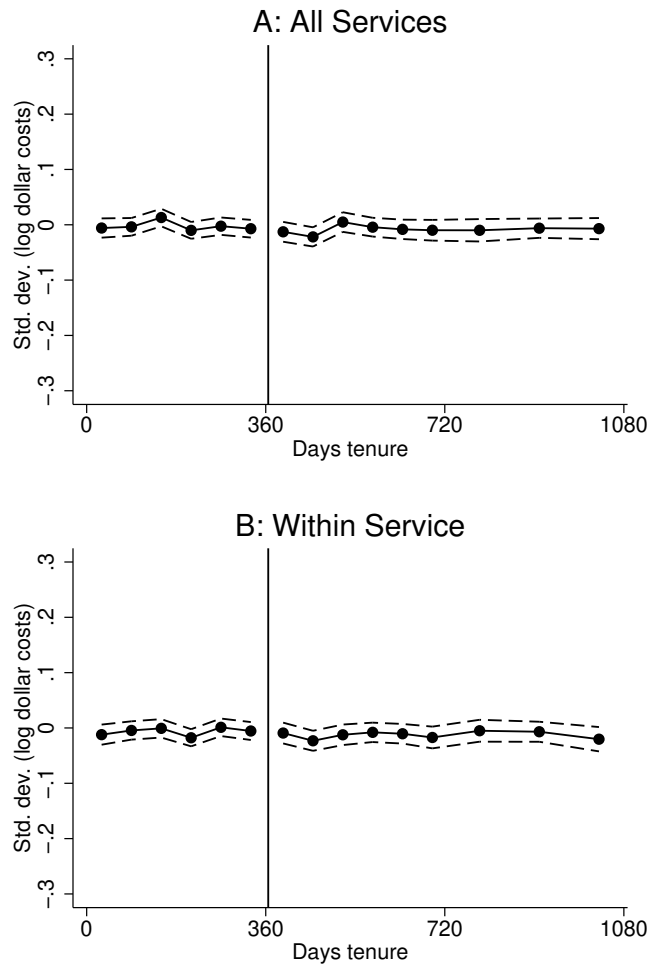 A: All Services
.3
.2
.1
0
−.1
−.2
−.3
Std. dev. (log dollar costs)
0 360 720 1080
Days tenure
B: Within Service
.3
.2
.1
0
−.1
−.2
−.3
Std. dev. (log dollar costs)
0 360 720 1080
Days tenure